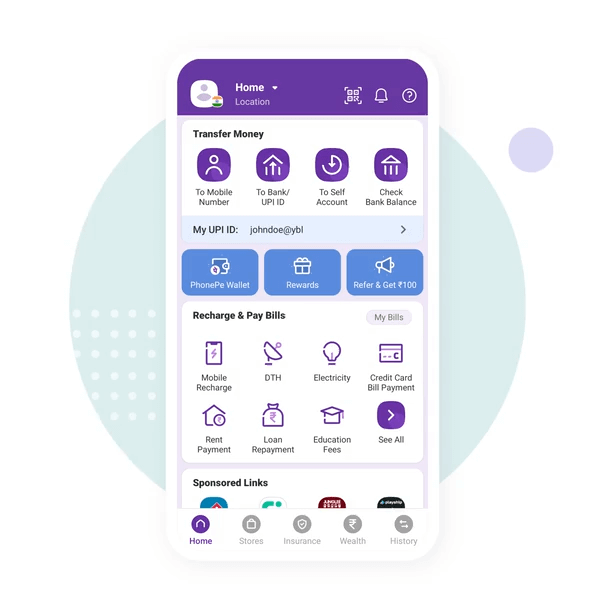 Home
Location
Transfer Money
To Mobile
Number
To Bank/
UPI ID
To Self
Account
Check
Bank Balance
My UPI ID: johndoe@ybl
PhonePe Wallet
Rewards
Refer & Get ₹100
Recharge & Pay Bills
My Bills
Mobile
Recharge
DTH
Electricity
Credit Card
Bill Payment
Rent
Payment
Loan
Repayment
Education
Fees
See All
Sponsored Links
JUNGLEE
playship
Home
Stores
Insurance
Wealth
History